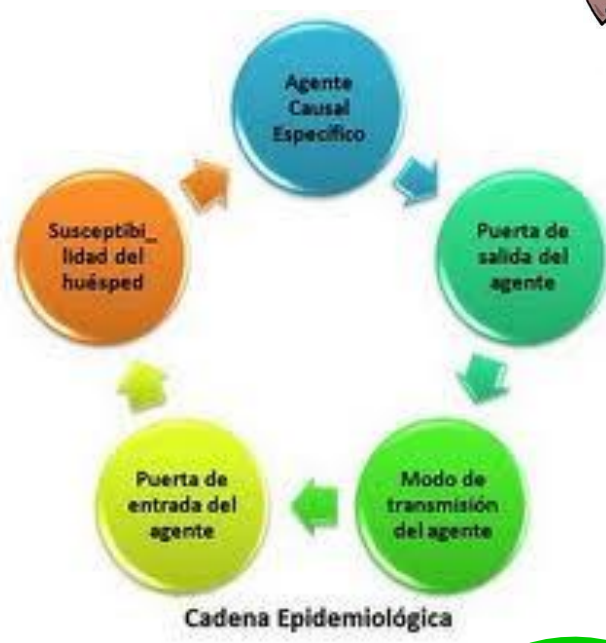 Agente
Causal
Específico
Puerta de
salida del
agente
Modo de
transmisión
del agente
Puerta de
entrada del
agente
Susceptibi_
lidad del
huésped
Cadena Epidemiológica